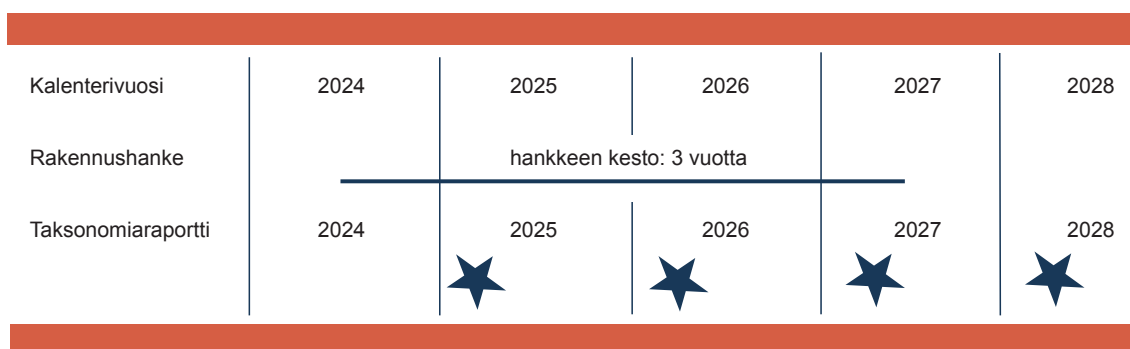 Kalenterivuosi 2024 2025 2026 2027 2028
Rakennushanke hankkeen kesto: 3 vuotta
Taksonomiaraportti 2024 2025 2026 2027 2028